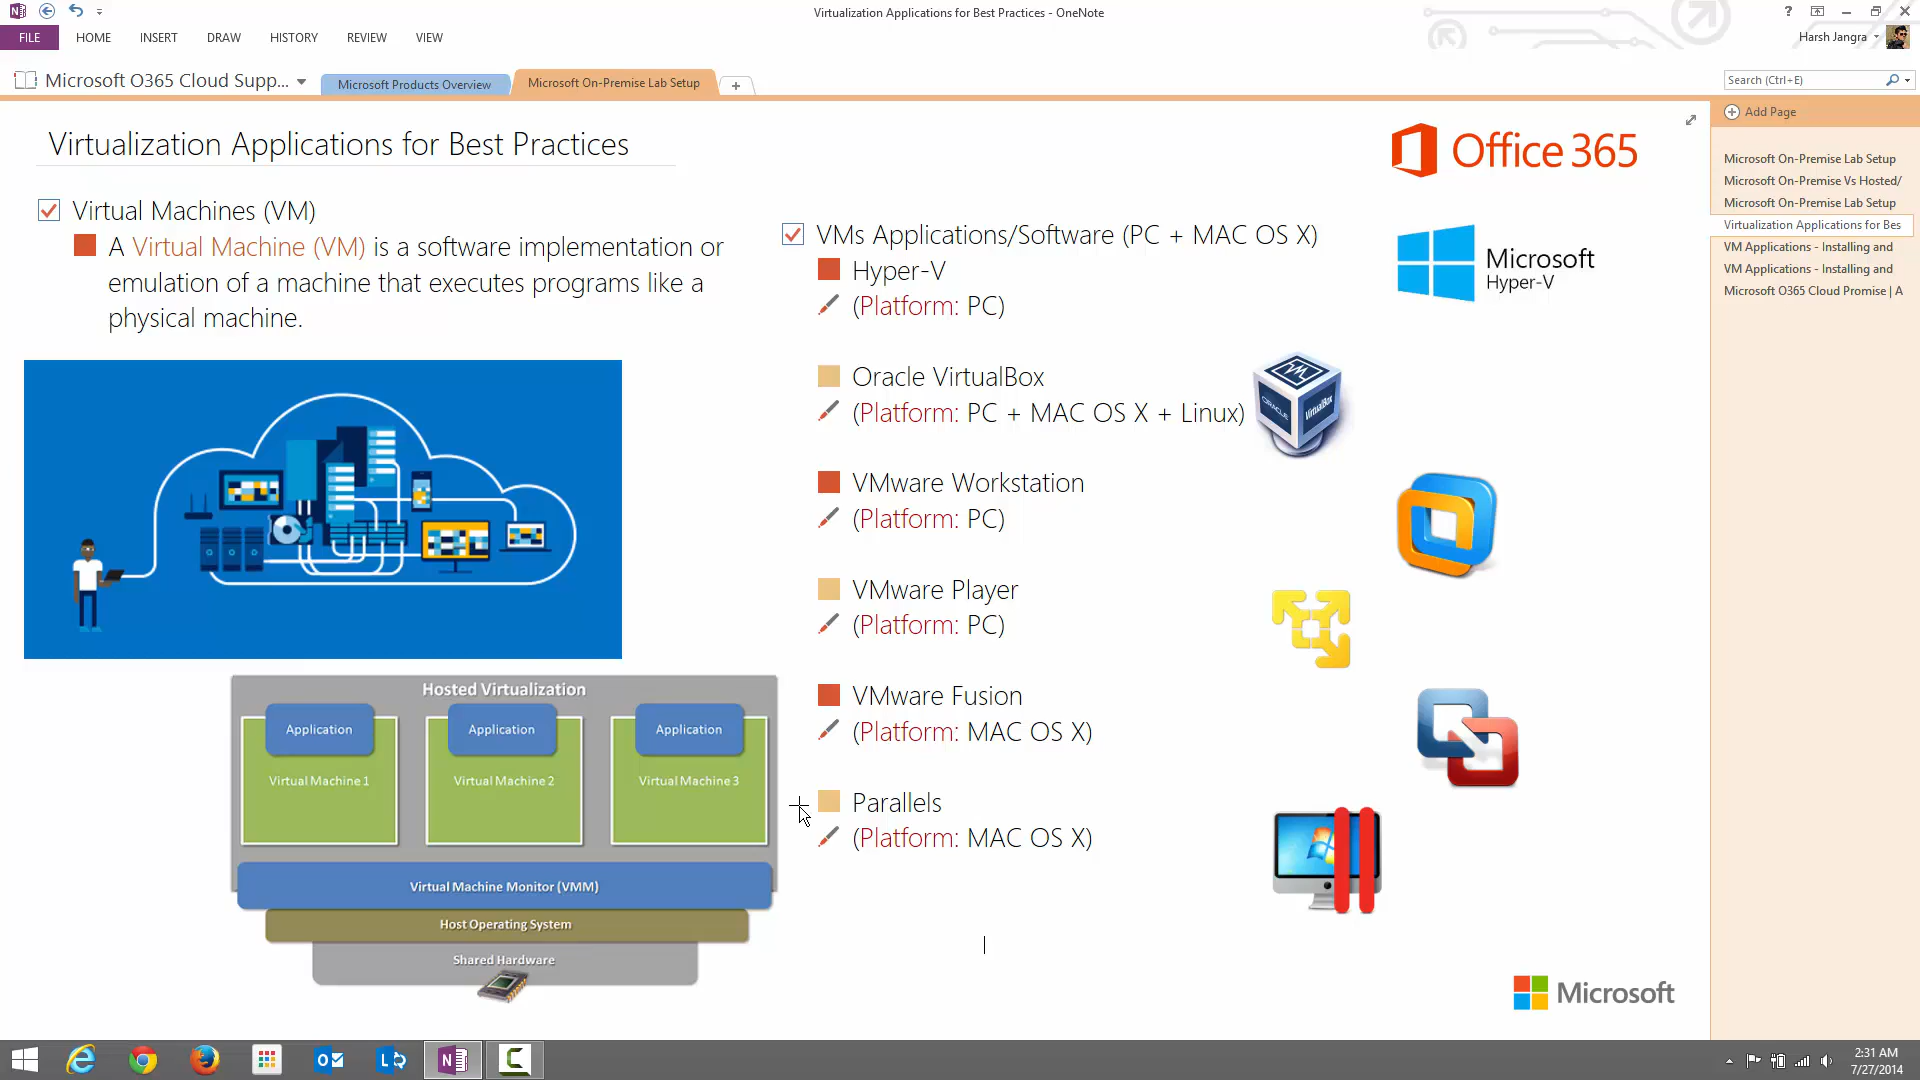 Virtualization Applications for Best Practices - OneNote
?
FILE
HOME
INSERT
DRAW
HISTORY
REVIEW
VIEW
Harsh Jangra
Microsoft O365 Cloud Supp...
Microsoft Products Overview
Microsoft On-Premise Lab Setup
Search (Ctrl+E)
Add Page
Microsoft On-Premise Lab Setup
Microsoft On-Premise Vs Hosted/
Microsoft On-Premise Lab Setup
Virtualization Applications for Bes
VM Applications - Installing and
VM Applications - Installing and
Microsoft O365 Cloud Promise | A
Virtualization Applications for Best Practices
Office 365
Virtual Machines (VM)
A Virtual Machine (VM) is a software implementation or
emulation of a machine that executes programs like a
physical machine.
VMs Applications/Software (PC + MAC OS X)
Hyper-V
(Platform: PC)
Microsoft
Hyper-V
Oracle VirtualBox
(Platform: PC + MAC OS X + Linux)
ORACLE
VirtualBox
VMware Workstation
(Platform: PC)
VMware Player
(Platform: PC)
VMware Fusion
(Platform: MAC OS X)
Parallels
(Platform: MAC OS X)
Hosted Virtualization
Application
Application
Application
Virtual Machine 1
Virtual Machine 2
Virtual Machine 3
Virtual Machine Monitor (VMM)
Host Operating System
Shared Hardware
Microsoft
2:31 AM
7/27/2014